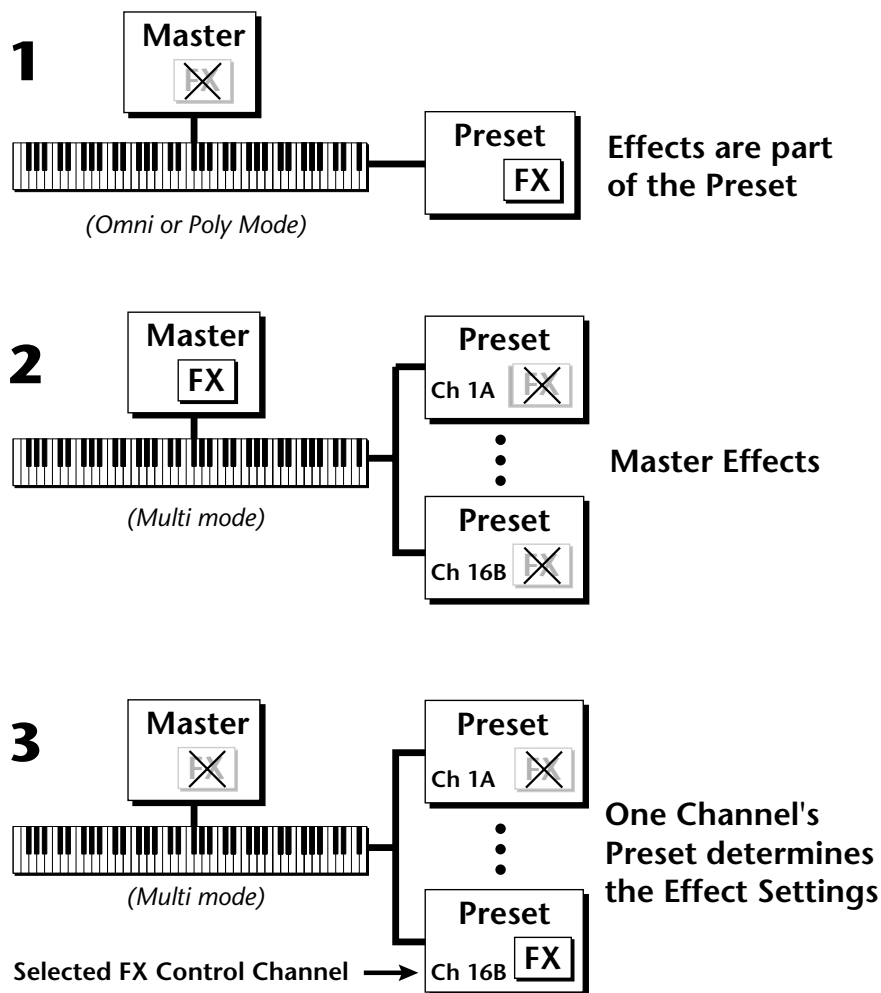 1
Master
FX
Preset
FX
Effects are part
of the Preset
(Omni or Poly Mode)
2
Master
FX
Preset
Ch 1A
FX
Master Effects
Preset
Ch 16B
FX
(Multi mode)
3
Master
FX
Preset
Ch 1A
FX
One Channel's
Preset determines
the Effect Settings
(Multi mode)
Preset
FX
Selected FX Control Channel
Ch 16B